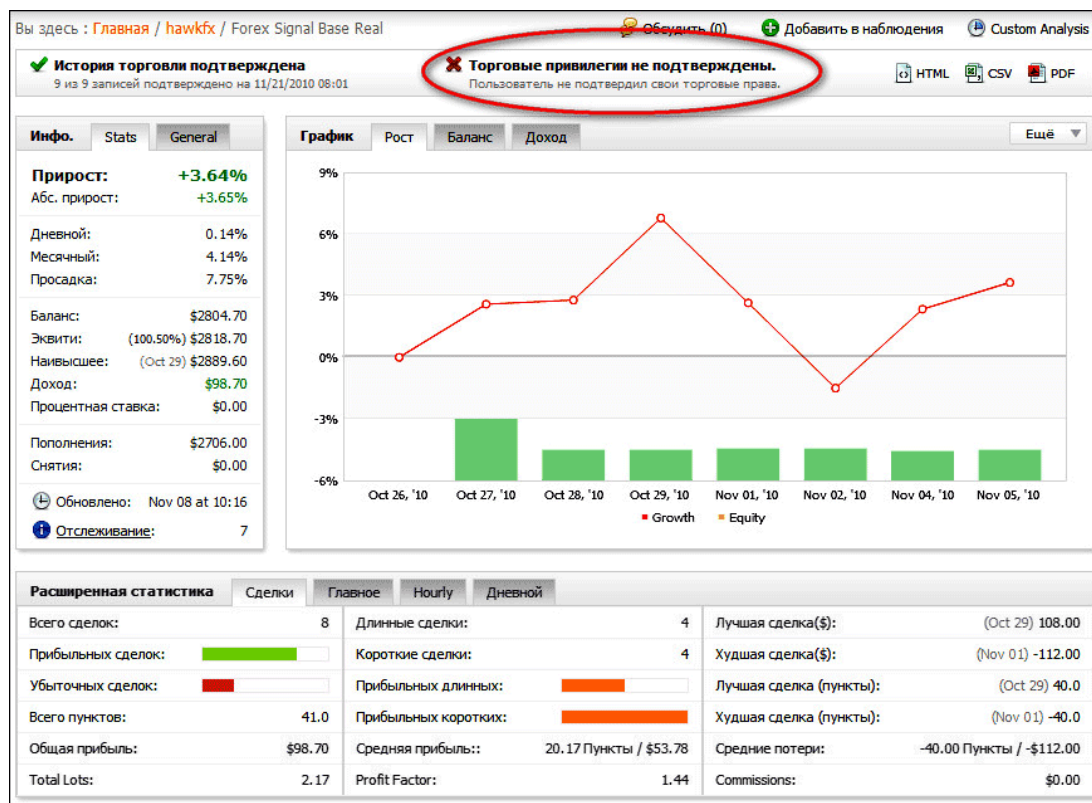 Вы здесь : Главная / hawkfx / Forex Signal Base Real
Обсудить (0) Добавить в наблюдения Custom Analysis
История торговли подтверждена
9 из 9 записей подтверждено на 11/21/2010 08:01
Торговые привилегии не подтверждены.
Пользователь не подтвердил свои торговые права.
HTML CSV PDF
Инфо. Stats General
Прирост: +3.64%
Абс. прирост: +3.65%
Дневной: 0.14%
Месячный: 4.14%
Просадка: 7.75%
Баланс: $2804.70
Эквити: (100.50%) $2818.70
Наивысшее: (Oct 29) $2889.60
Доход: $98.70
Процентная ставка: $0.00
Пополнения: $2706.00
Снятия: $0.00
Обновлено: Nov 08 at 10:16
Отслеживание: 7
График Рост Баланс Доход Ещё
9%
6%
3%
0%
-3%
-6%
Oct 26, '10 Oct 27, '10 Oct 28, '10 Oct 29, '10 Nov 01, '10 Nov 02, '10 Nov 04, '10 Nov 05, '10
Growth Equity
Расширенная статистика Сделки Главное Hourly Дневной
Всего сделок: 8 Длинные сделки: 4 Лучшая сделка($): (Oct 29) 108.00
Прибыльных сделок: Короткие сделки: 4 Худшая сделка($): (Nov 01) -112.00
Убыточных сделок: Прибыльных длинных: Лучшая сделка (пункты): (Oct 29) 40.0
Всего пунктов: 41.0 Прибыльных коротких: Худшая сделка (пункты): (Nov 01) -40.0
Общая прибыль: $98.70 Средняя прибыль:: 20.17 Пункты / $53.78 Средние потери: -40.00 Пункты / -$112.00
Total Lots: 2.17 Profit Factor: 1.44 Commissions: $0.00